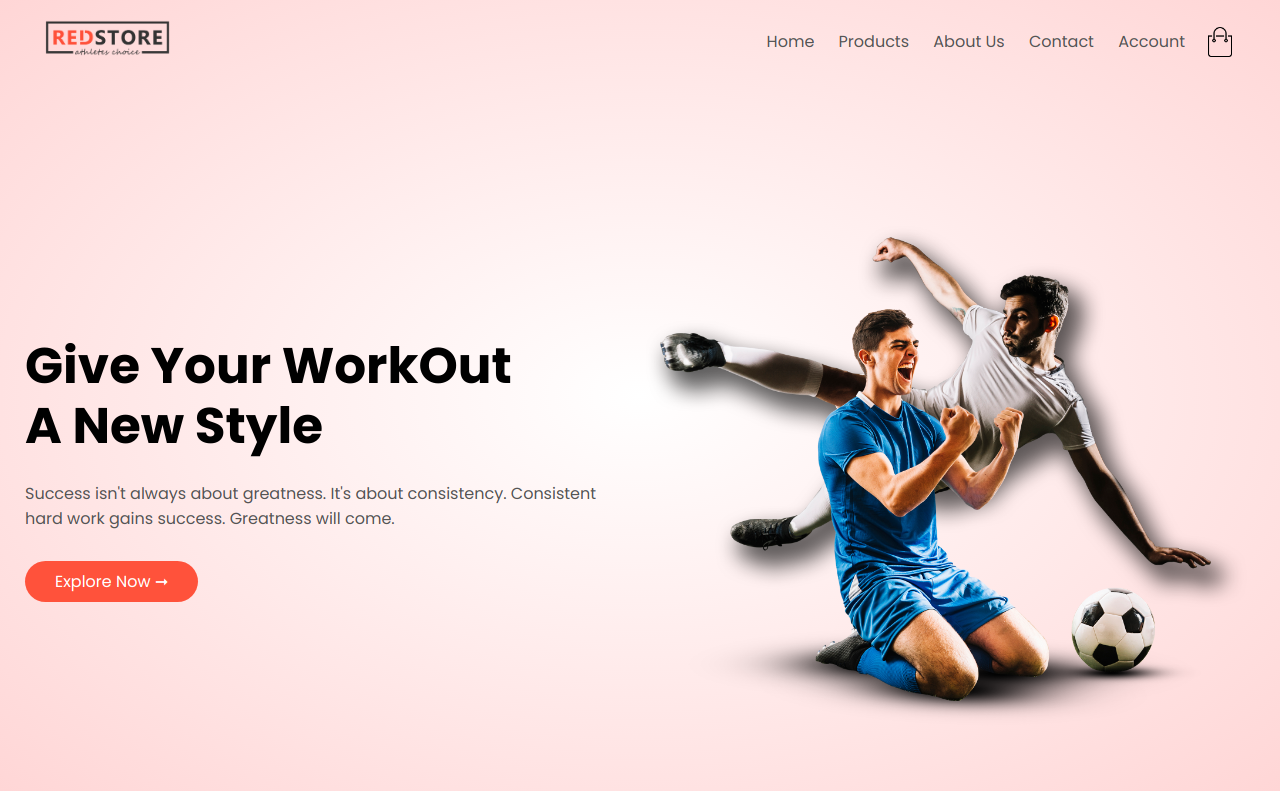 REDSTORE
athletes choice
Home Products About Us Contact Account
Give Your WorkOut
A New Style
Success isn't always about greatness. It's about consistency. Consistent
hard work gains success. Greatness will come.
Explore Now →